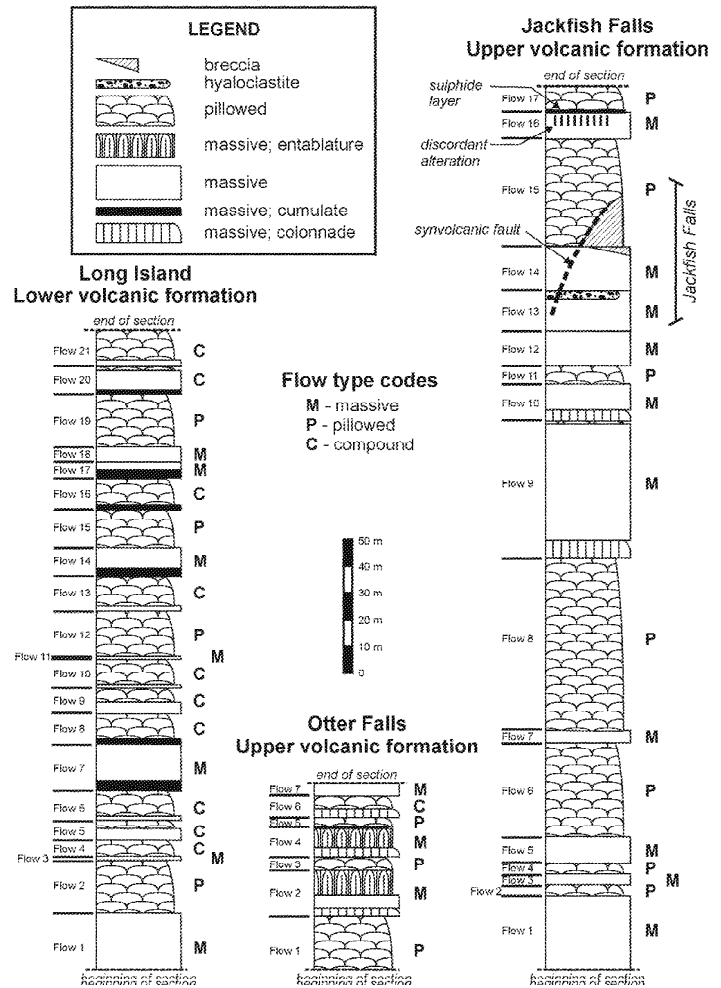 LEGEND
breccia
hyaloclastite
pillowed
massive; entablature
massive
massive; cumulate
massive; colonnade
Long Island
Lower volcanic formation
end of section
Flow 21 C
Flow 20 C
Flow 19 P
Flow 18 M
Flow 17 M
Flow 16 C
Flow 15 P
Flow 14 M
Flow 13 C
Flow 12 P
Flow 11 M
Flow 10 C
Flow 9 C
Flow 8 C
Flow 7 M
Flow 6 C
Flow 5 C
Flow 4 C
Flow 3 M
Flow 2 P
Flow 1 M
beginning of section
Flow type codes
M - massive
P - pillowed
C - compound
50 m
40 m
30 m
20 m
10 m
0
Otter Falls
Upper volcanic formation
end of section
Flow 7 M
Flow 6 C
Flow 5 P
Flow 4 M
Flow 3 P
Flow 2 M
Flow 1 P
beginning of section
Jackfish Falls
Upper volcanic formation
end of section
sulphide
layer
Flow 17 P
Flow 16 M
discordant
alteration
Flow 15 P
synvolcanic fault
Jackfish Falls
Flow 14 M
Flow 13 M
Flow 12 M
Flow 11 P
Flow 10 M
Flow 9 M
Flow 8 P
Flow 7 M
Flow 6 P
Flow 5 M
Flow 4 P
Flow 3 M
Flow 2 P
Flow 1 M
beginning of section